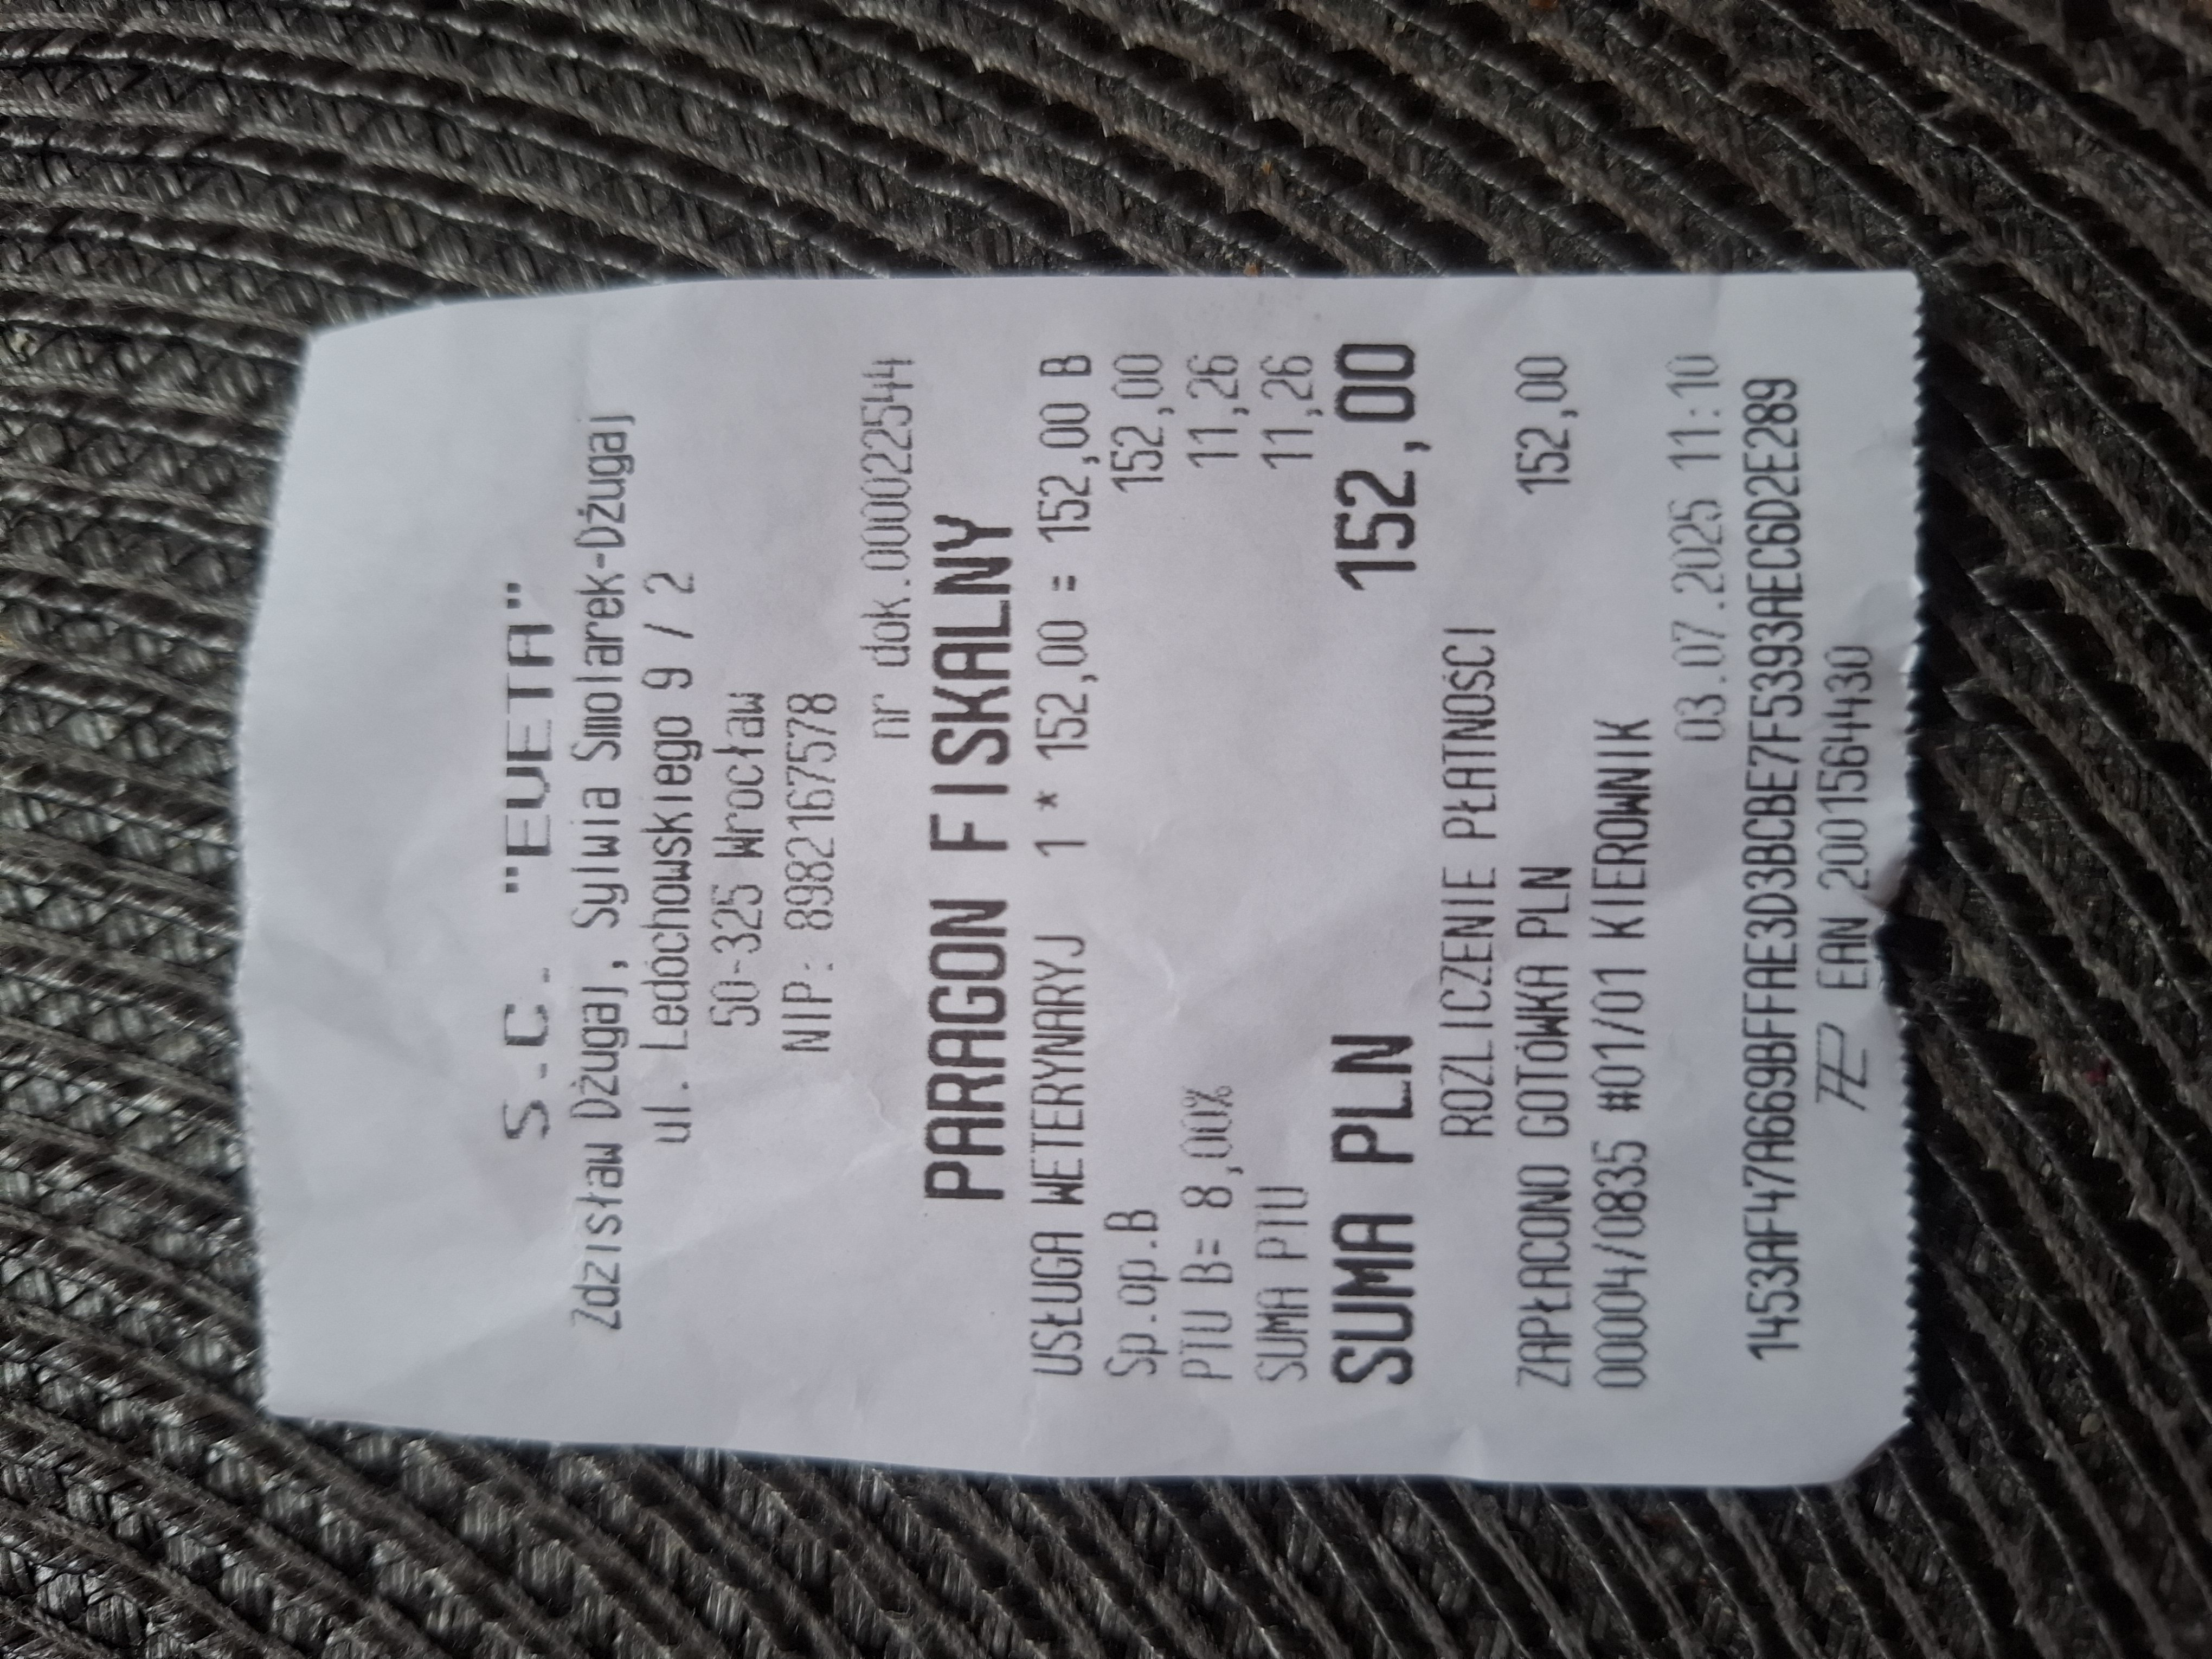 S.C. "EVETA"
Zdzisław Dżugaj, Sylwia Smolarek-Dżugaj
ul. Ledóchowskiego 9 / 2
50-325 Wrocław
NIP: 8982167578
nr dok.000022544
PARAGON FISKALNY
USŁUGA WETERYNARYJ 1 * 152,00 = 152,00 B
Sp.op.B 152,00
PTU B= 8,00% 11,26
SUMA PTU 11,26
SUMA PLN 152,00
ROZLICZENIE PŁATNOŚCI
ZAPŁACONO GOTÓWKA PLN 152,00
00004/0835 #01/01 KIEROWNIK
03.07.2025 11:10
1453AF47A669BFFAE3D3BCBE7F5393AEC6D2E289
EAN 2001564430